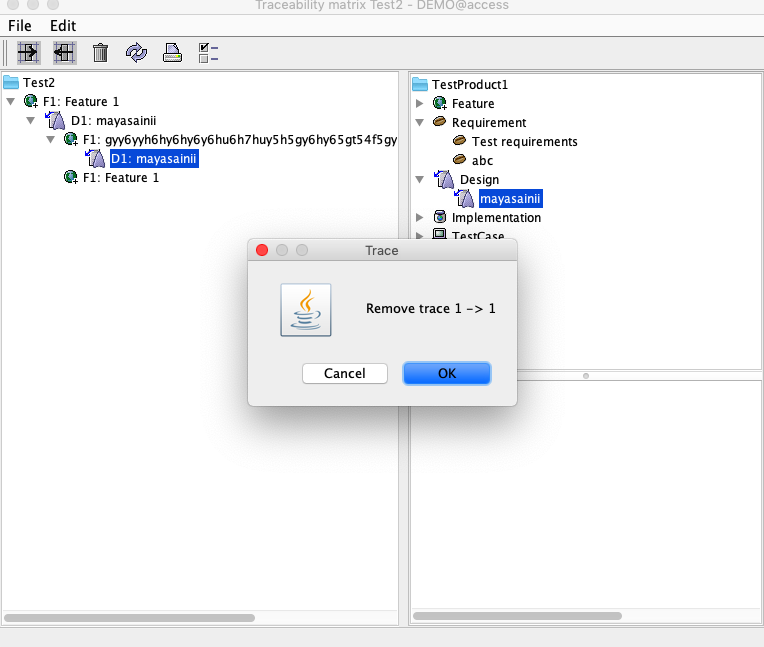 Traceability matrix Test2 - DEMO@access
File Edit
Test2
F1: Feature 1
D1: mayasainii
F1: gyy6yyh6hy6hy6y6hu6h7huy5h5gy6hy65gt54f5gy
D1: mayasainii
F1: Feature 1
TestProduct1
Feature
Requirement
Test requirements
abc
Design
mayasainii
Implementation
TestCase
Trace
Remove trace 1 -> 1
Cancel OK